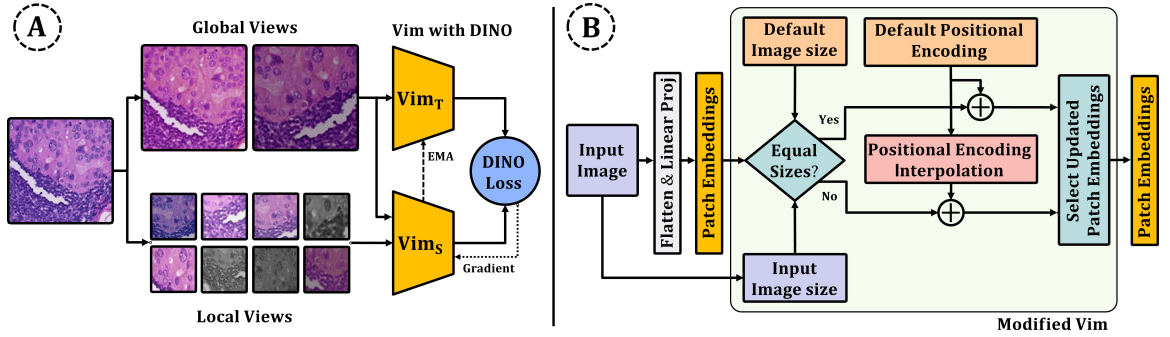 A
Global Views
Vim with DINO
VimT
EMA
DINO
Loss
VimS
Gradient
Local Views
B
Default
Image size
Default Positional
Encoding
Input
Image
Flatten & Linear Proj
Patch Embeddings
Equal
Sizes?
Yes
No
Positional Encoding
Interpolation
Input
Image size
Select Updated
Patch Embeddings
Patch Embeddings
Modified Vim